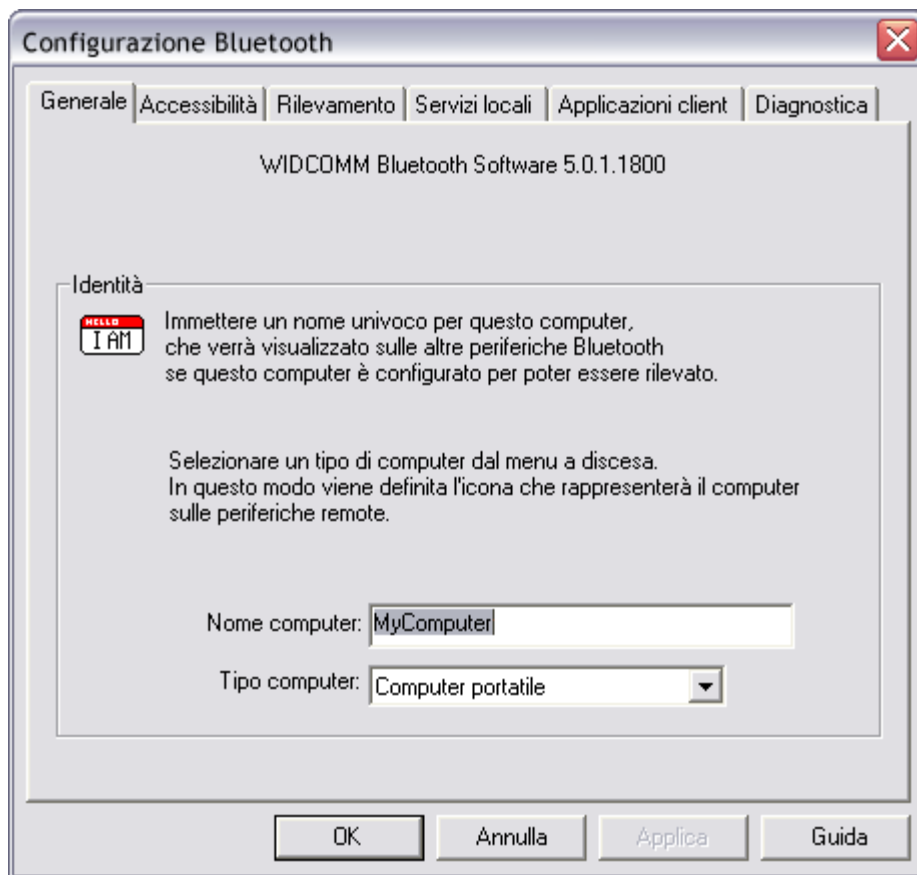 Configurazione Bluetooth
Generale Accessibilità Rilevamento Servizi locali Applicazioni client Diagnostica
WIDCOMM Bluetooth Software 5.0.1.1800
Identità
HELLO
I AM
Immettere un nome univoco per questo computer,
che verrà visualizzato sulle altre periferiche Bluetooth
se questo computer è configurato per poter essere rilevato.
Selezionare un tipo di computer dal menu a discesa.
In questo modo viene definita l'icona che rappresenterà il computer
sulle periferiche remote.
Nome computer: MyComputer
Tipo computer: Computer portatile
OK Annulla Applica Guida